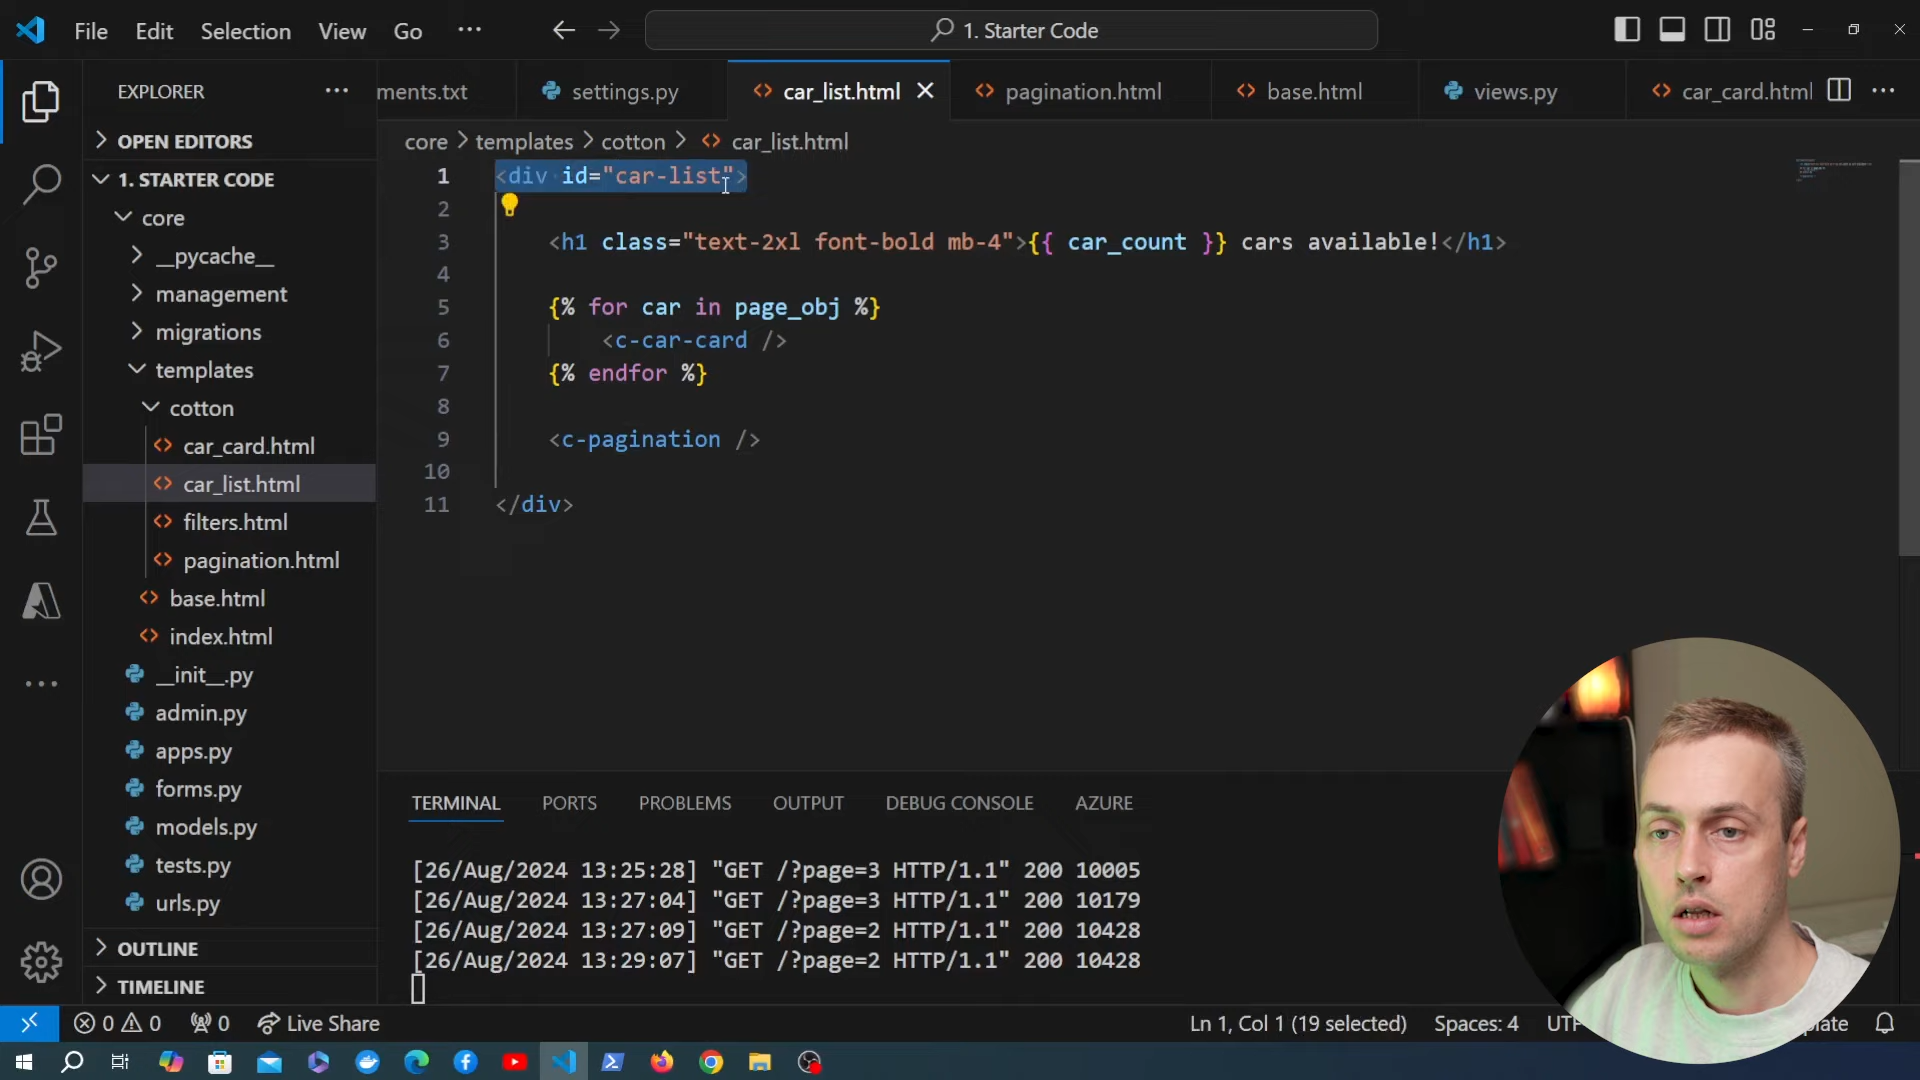 File Edit Selection View Go ··· 1. Starter Code
EXPLORER ···
ments.txt settings.py car_list.html pagination.html base.html views.py car_card.html ···
OPEN EDITORS
1. STARTER CODE
core
__pycache__
management
migrations
templates
cotton
car_card.html
car_list.html
filters.html
pagination.html
base.html
index.html
__init__.py
admin.py
apps.py
forms.py
models.py
tests.py
urls.py
OUTLINE
TIMELINE
core > templates > cotton > car_list.html
1 <div id="car-list">
2
3 <h1 class="text-2xl font-bold mb-4">{{ car_count }} cars available!</h1>
4
5 {% for car in page_obj %}
6 <c-car-card />
7 {% endfor %}
8
9 <c-pagination />
10
11 </div>
TERMINAL PORTS PROBLEMS OUTPUT DEBUG CONSOLE AZURE
[26/Aug/2024 13:25:28] "GET /?page=3 HTTP/1.1" 200 10005
[26/Aug/2024 13:27:04] "GET /?page=3 HTTP/1.1" 200 10179
[26/Aug/2024 13:27:09] "GET /?page=2 HTTP/1.1" 200 10428
[26/Aug/2024 13:29:07] "GET /?page=2 HTTP/1.1" 200 10428
0 0 0 Live Share Ln 1, Col 1 (19 selected) Spaces: 4 UTF plate